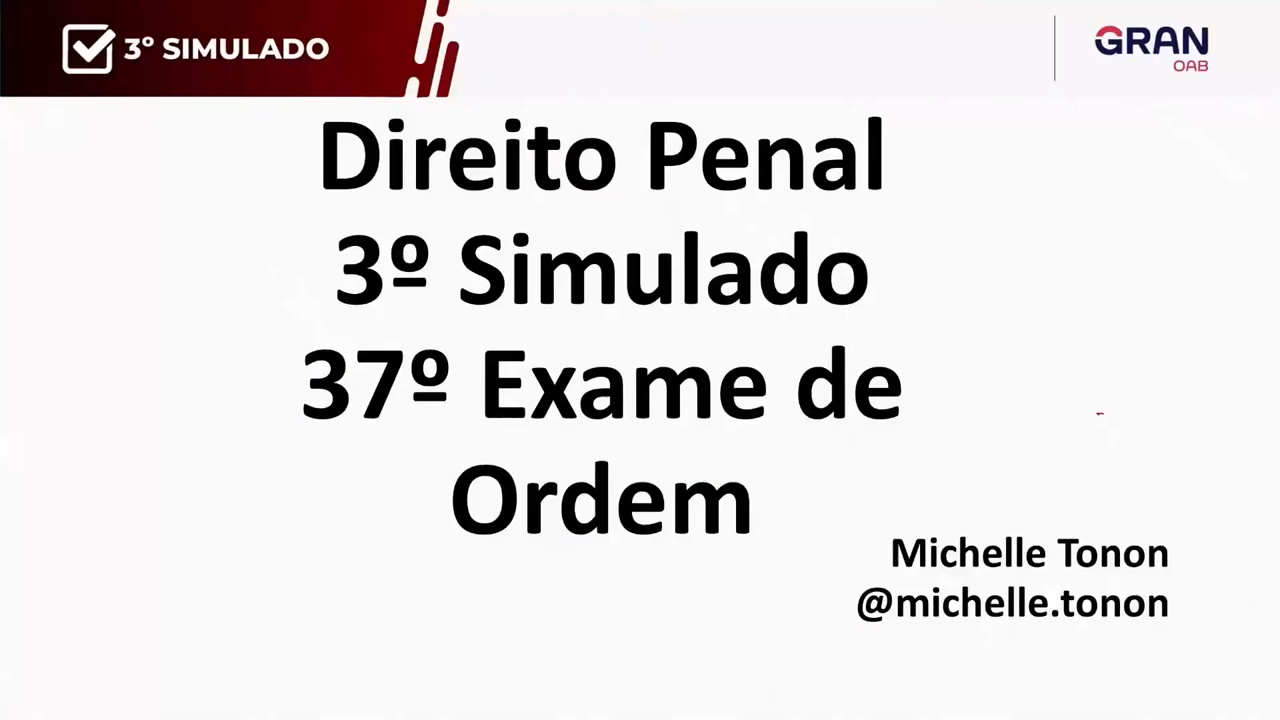 3º SIMULADO
GRAN
OAB
Direito Penal
3º Simulado
37º Exame de
Ordem
Michelle Tonon
@michelle.tonon